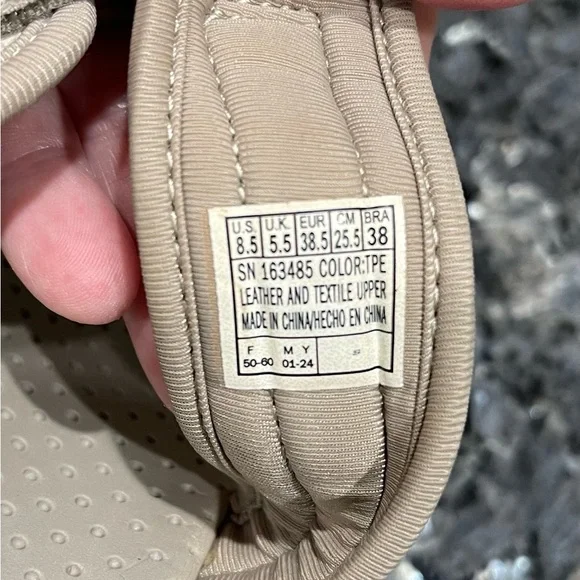 U.S. U.K. EUR CM BRA
8.5 5.5 38.5 25.5 38
SN 163485 COLOR:TPE
LEATHER AND TEXTILE UPPER
MADE IN CHINA/HECHO EN CHINA
F M Y
50-60 01-24